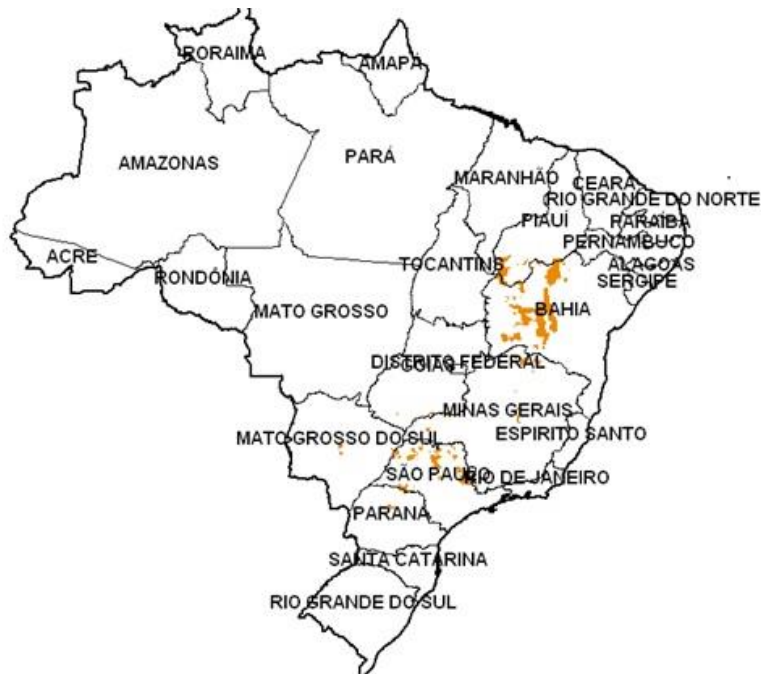 RORAIMA
AMAPÁ
AMAZONAS
PARÁ
MARANHÃO
CEARÁ
RIO GRANDE DO NORTE
PIAUÍ
PARAÍBA
PERNAMBUCO
ACRE
TOCANTINS
ALAGOAS
RONDÔNIA
SERGIPE
MATO GROSSO
BAHIA
DISTRITO FEDERAL
GOIÁS
MINAS GERAIS
MATO GROSSO DO SUL
ESPIRITO SANTO
SÃO PAULO
RIO DE JANEIRO
PARANÁ
SANTA CATARINA
RIO GRANDE DO SUL